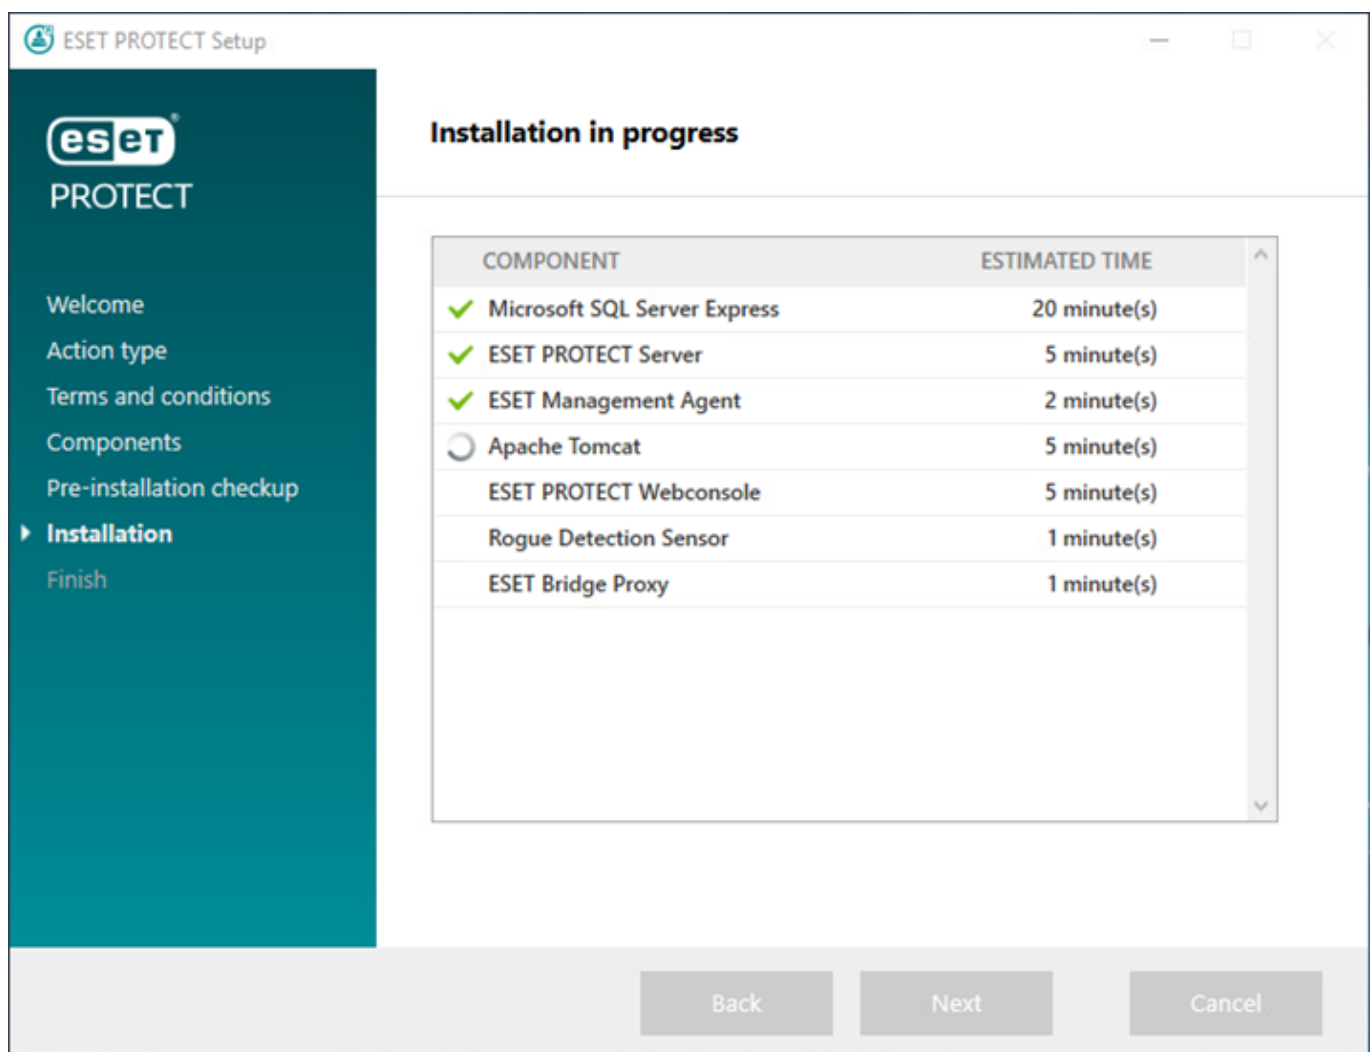 ESET PROTECT Setup
eset®
PROTECT
Welcome
Action type
Terms and conditions
Components
Pre-installation checkup
Installation
Finish
Installation in progress
COMPONENT ESTIMATED TIME
Microsoft SQL Server Express 20 minute(s)
ESET PROTECT Server 5 minute(s)
ESET Management Agent 2 minute(s)
Apache Tomcat 5 minute(s)
ESET PROTECT Webconsole 5 minute(s)
Rogue Detection Sensor 1 minute(s)
ESET Bridge Proxy 1 minute(s)
Back Next Cancel